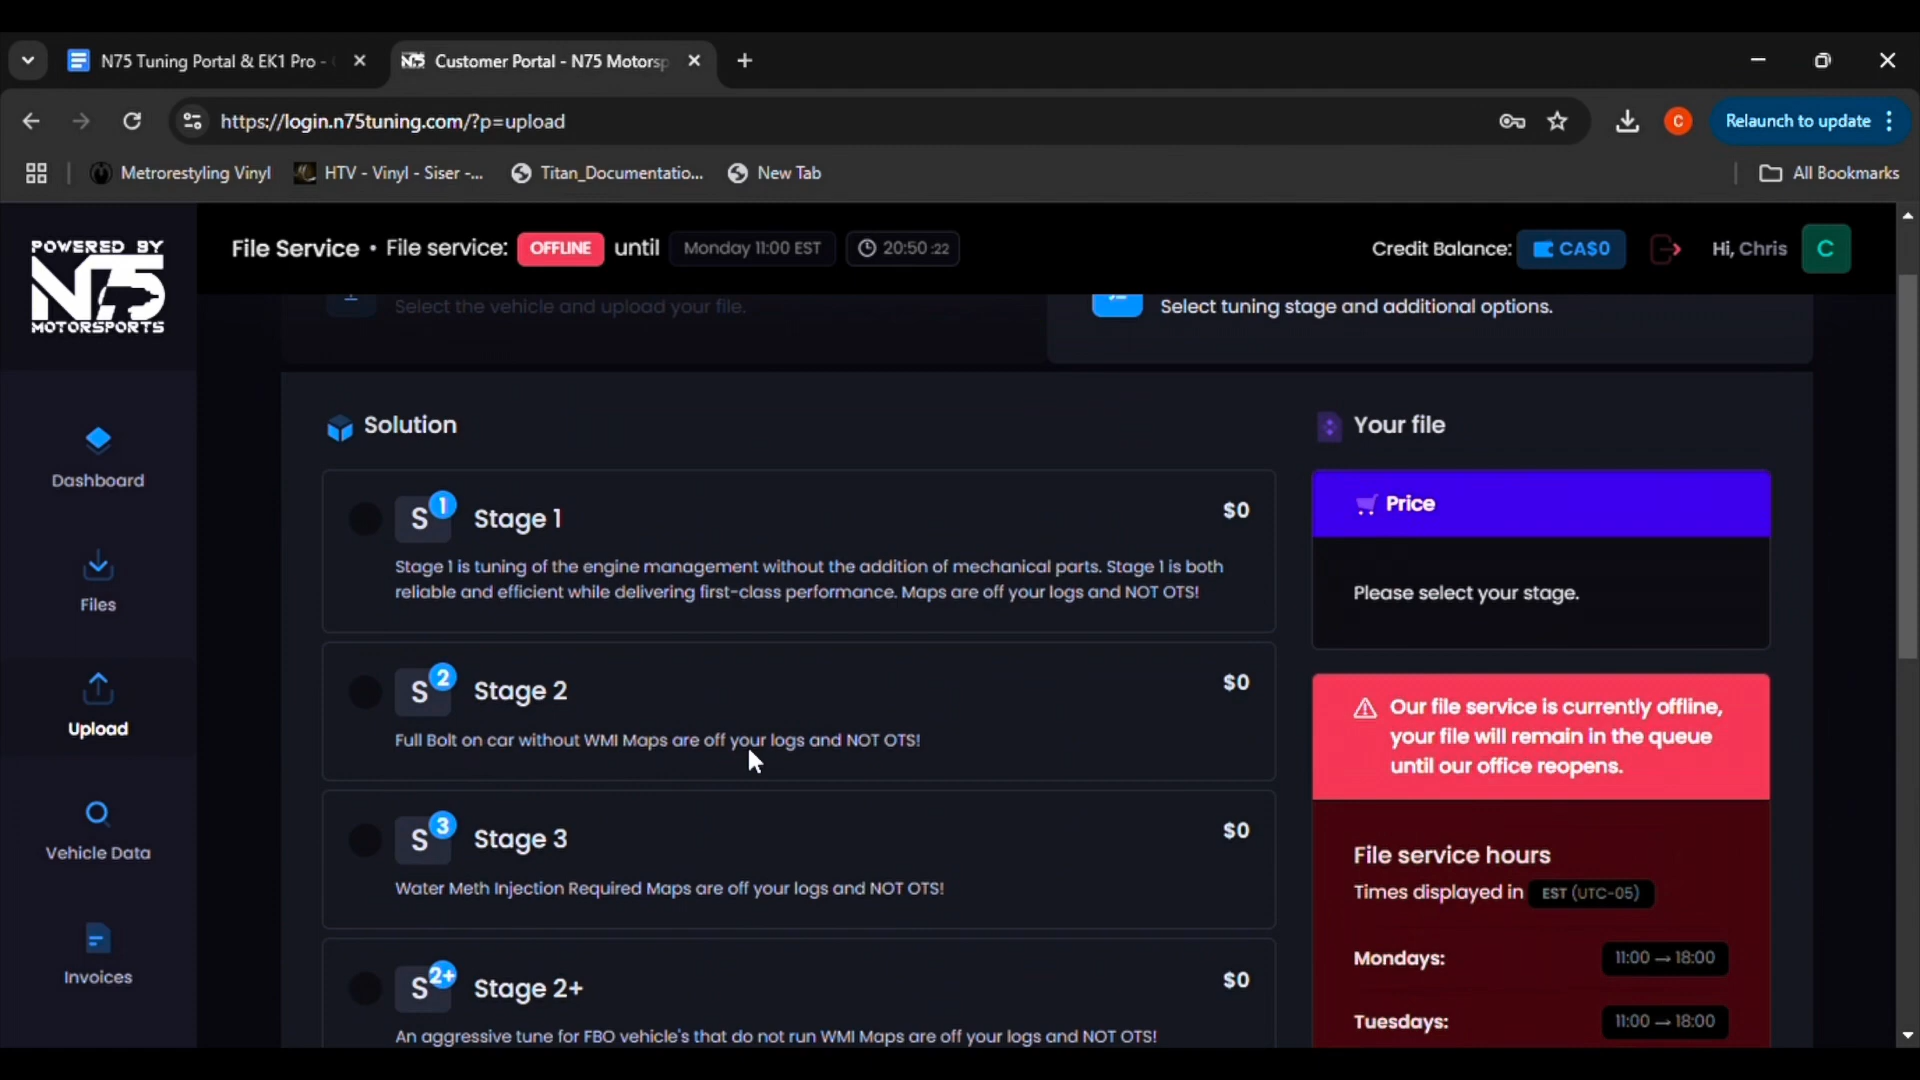 N75 Tuning Portal & EK1 Pro -
Customer Portal - N75 Motorsp
https://login.n75tuning.com/?p=upload
C
Relaunch to update
Metrorestyling Vinyl
HTV - Vinyl - Siser -...
Titan_Documentatio...
New Tab
All Bookmarks
POWERED BY
N75
MOTORSPORTS
File Service • File service: OFFLINE until Monday 11:00 EST 20:50:22
Credit Balance: CA$0 Hi, Chris C
Select the vehicle and upload your file.
Select tuning stage and additional options.
Dashboard
Files
Upload
Vehicle Data
Invoices
Solution
S 1 Stage 1 $0
Stage 1 is tuning of the engine management without the addition of mechanical parts. Stage 1 is both
reliable and efficient while delivering first-class performance. Maps are off your logs and NOT OTS!
S 2 Stage 2 $0
Full Bolt on car without WMI Maps are off your logs and NOT OTS!
S 3 Stage 3 $0
Water Meth Injection Required Maps are off your logs and NOT OTS!
S 2+ Stage 2+ $0
An aggressive tune for FBO vehicle's that do not run WMI Maps are off your logs and NOT OTS!
Your file
Price
Please select your stage.
Our file service is currently offline,
your file will remain in the queue
until our office reopens.
File service hours
Times displayed in EST (UTC-05)
Mondays: 11:00 → 18:00
Tuesdays: 11:00 → 18:00